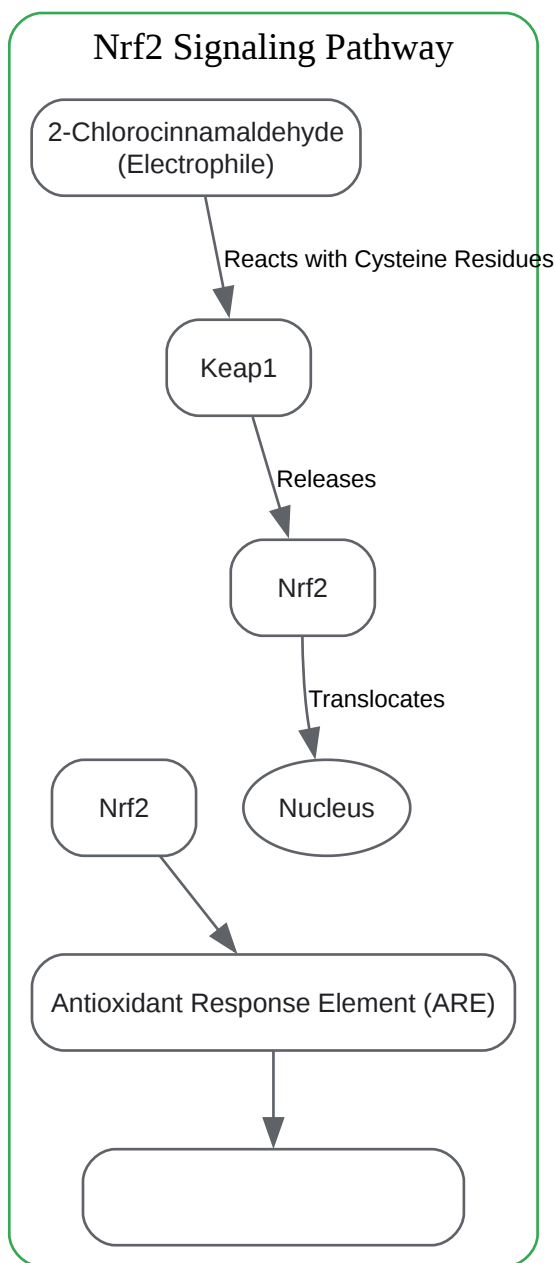 Nrf2 Signaling Pathway
2-Chlorocinnamaldehyde
(Electrophile)
Reacts with Cysteine Residues
Keap1
Releases
Nrf2
Translocates
Nrf2
Nucleus
Antioxidant Response Element (ARE)